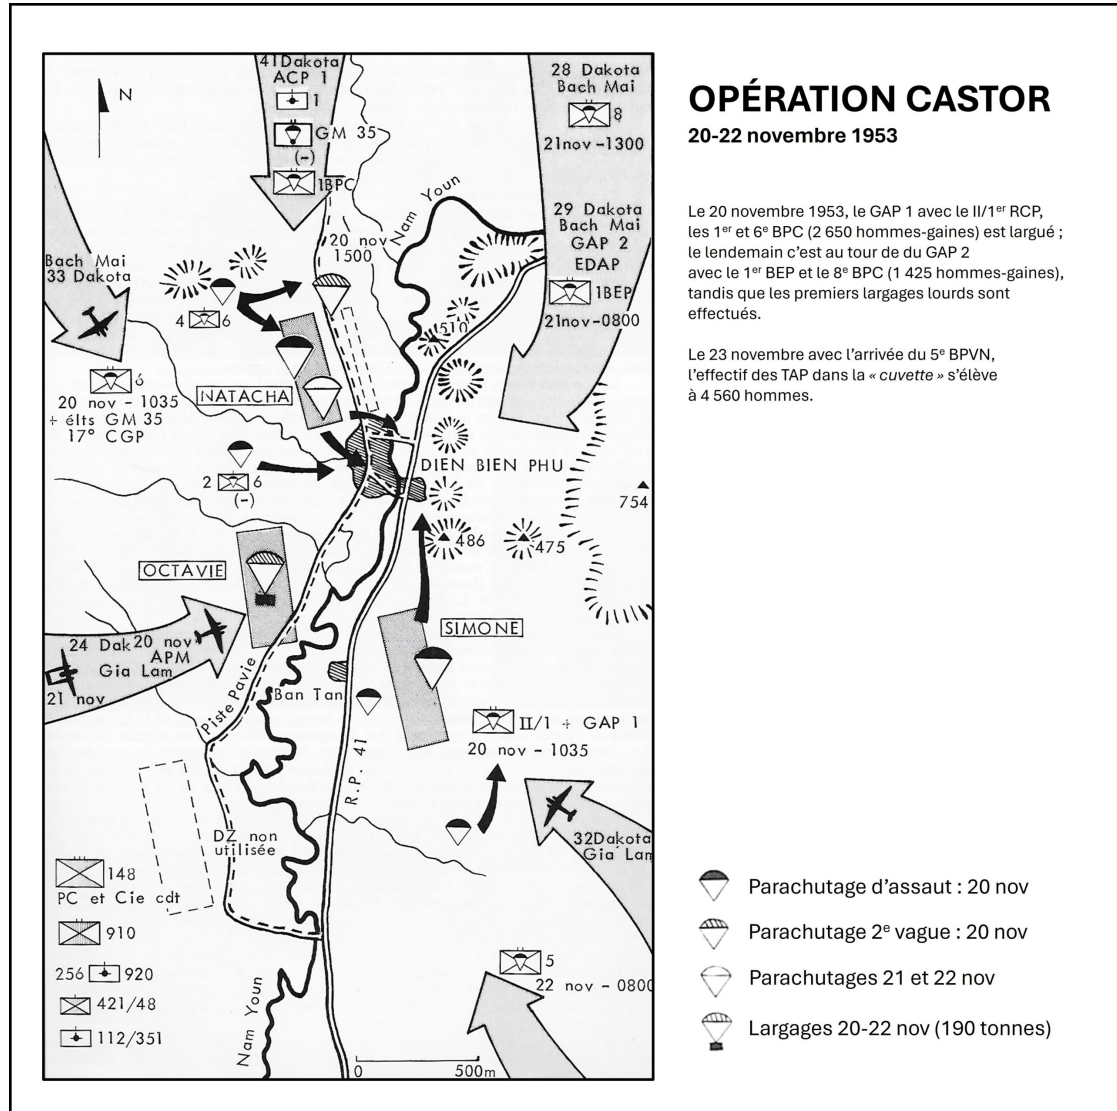 OPÉRATION CASTOR
20-22 novembre 1953
Le 20 novembre 1953, le GAP 1 avec le II/1er RCP,
les 1er et 6e BPC (2 650 hommes-gaines) est largué ;
le lendemain c’est au tour de du GAP 2
avec le 1er BEP et le 8e BPC (1 425 hommes-gaines),
tandis que les premiers largages lourds sont
effectués.
Le 23 novembre avec l’arrivée du 5e BPVN,
l’effectif des TAP dans la « cuvette » s’élève
à 4 560 hommes.
N
41Dakota
ACP 1
1
GM 35
(-)
1BPC
20 nov
1500
Nam Youn
28 Dakota
Bach Mai
8
21nov-1300
29 Dakota
Bach Mai
GAP 2
EDAP
1BEP
21nov-0800
Bach Mai
33 Dakota
6
20 nov-1035
+ élts GM 35
17° CGP
4 6
NATACHA
510
2 6
(-)
DIEN BIEN PHU
754
486
475
OCTAVIE
SIMONE
24 Dak 20 nov
APM
Gia Lam
21 nov
Piste Pavie
Ban Tan
R.P. 41
II/1 + GAP 1
20 nov - 1035
32Dakota
Gia Lam
DZ non
utilisée
148
PC et Cie cdt
910
256 920
421/48
112/351
Nam Youn
5
22 nov - 0800
0 500m
Parachutage d’assaut : 20 nov
Parachutage 2e vague : 20 nov
Parachutages 21 et 22 nov
Largages 20-22 nov (190 tonnes)